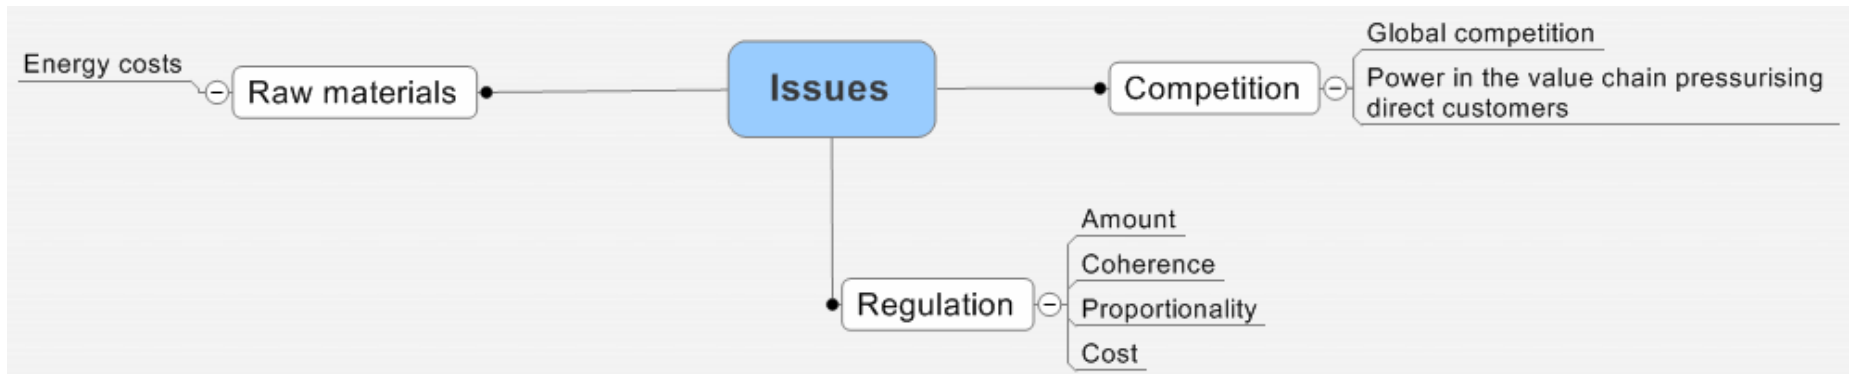 Energy costs
Raw materials
Issues
Competition
Global competition
Power in the value chain pressurising
direct customers
Regulation
Amount
Coherence
Proportionality
Cost